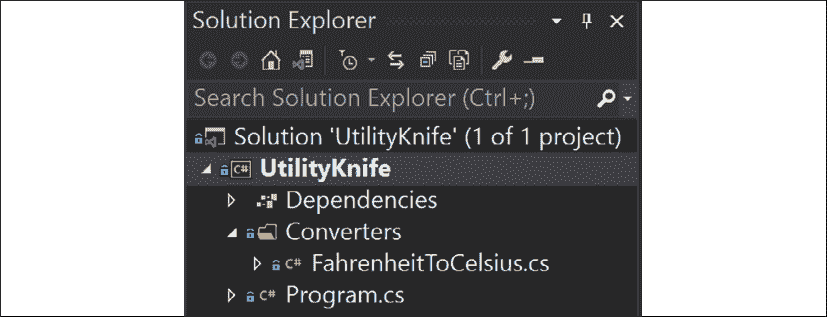 Solution Explorer
Search Solution Explorer (Ctrl+;)
Solution 'UtilityKnife' (1 of 1 project)
C# UtilityKnife
Dependencies
Converters
C# FahrenheitToCelsius.cs
C# Program.cs